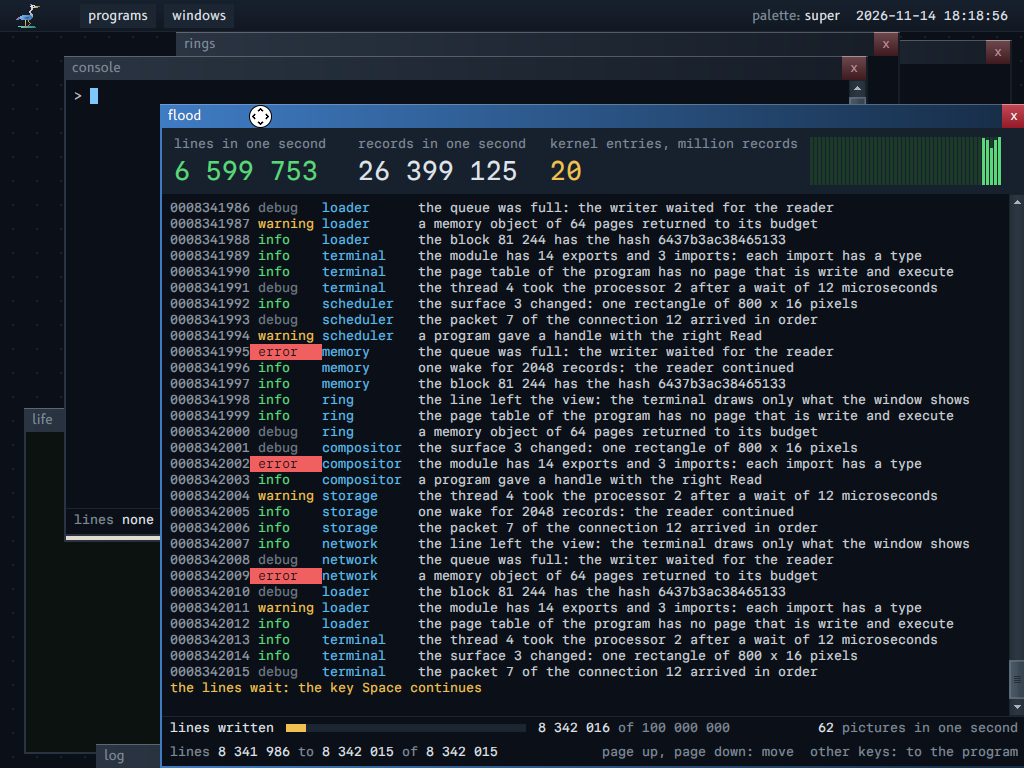 programs windows palette: super 2026-11-14 18:18:56
rings x
x
console x
>
flood x
lines in one second records in one second kernel entries, million records
6 599 753 26 399 125 20
0008341986 debug loader the queue was full: the writer waited for the reader
0008341987 warning loader a memory object of 64 pages returned to its budget
0008341988 info loader the block 81 244 has the hash 6437b3ac38465133
0008341989 info terminal the module has 14 exports and 3 imports: each import has a type
0008341990 info terminal the page table of the program has no page that is write and execute
0008341991 debug terminal the thread 4 took the processor 2 after a wait of 12 microseconds
0008341992 info scheduler the surface 3 changed: one rectangle of 800 x 16 pixels
0008341993 debug scheduler the packet 7 of the connection 12 arrived in order
0008341994 warning scheduler a program gave a handle with the right Read
0008341995 error memory the queue was full: the writer waited for the reader
0008341996 info memory one wake for 2048 records: the reader continued
0008341997 info memory the block 81 244 has the hash 6437b3ac38465133
0008341998 info ring the line left the view: the terminal draws only what the window shows
0008341999 info ring the page table of the program has no page that is write and execute
0008342000 debug ring a memory object of 64 pages returned to its budget
0008342001 debug compositor the surface 3 changed: one rectangle of 800 x 16 pixels
0008342002 error compositor the module has 14 exports and 3 imports: each import has a type
0008342003 info compositor a program gave a handle with the right Read
0008342004 warning storage the thread 4 took the processor 2 after a wait of 12 microseconds
0008342005 info storage one wake for 2048 records: the reader continued
0008342006 info storage the packet 7 of the connection 12 arrived in order
0008342007 info network the line left the view: the terminal draws only what the window shows
0008342008 debug network the queue was full: the writer waited for the reader
0008342009 error network a memory object of 64 pages returned to its budget
0008342010 debug loader the block 81 244 has the hash 6437b3ac38465133
0008342011 warning loader the module has 14 exports and 3 imports: each import has a type
0008342012 info loader the page table of the program has no page that is write and execute
0008342013 info terminal the thread 4 took the processor 2 after a wait of 12 microseconds
0008342014 info terminal the surface 3 changed: one rectangle of 800 x 16 pixels
0008342015 debug terminal the packet 7 of the connection 12 arrived in order
the lines wait: the key Space continues
lines written 8 342 016 of 100 000 000 62 pictures in one second
lines 8 341 986 to 8 342 015 of 8 342 015 page up, page down: move other keys: to the program
life
lines none
log